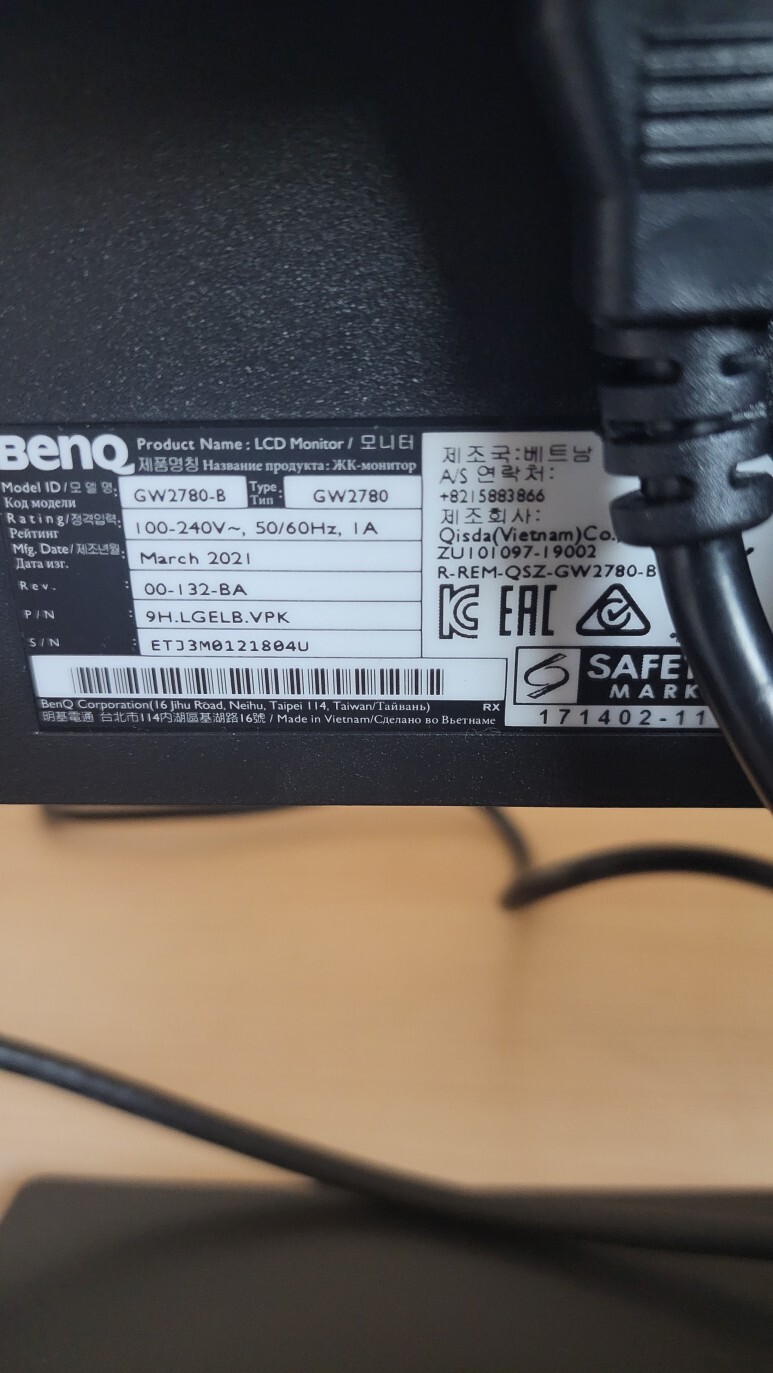 BenQ
Product Name : LCD Monitor / 모니터
제품명칭 Название продукта : ЖК-монитор
Model ID / 모 델 명 :
Код модели
GW2780-B
Type :
Тип
GW2780
Rating/정격입력:
Рейтинг
100-240V~, 50/60Hz, 1A
Mfg. Date/제조년월:
Дата изг.
March 2021
Rev. :
00-132-BA
P/N :
9H.LGELB.VPK
S/N :
ETJ3M0121804U
BenQ Corporation(16 Jihu Road, Neihu, Taipei 114, Taiwan/Тайвань) RX
明基電通 台北市114內湖區基湖路16號 / Made in Vietnam/Сделано во Вьетнаме
제조국:베트남
A/S 연락처:
+8215883866
제조회사:
Qisda(Vietnam)Co.,
ZU101097-19002
R-REM-QSZ-GW2780-B
KC EAC
SAFE
MARK
171402-11